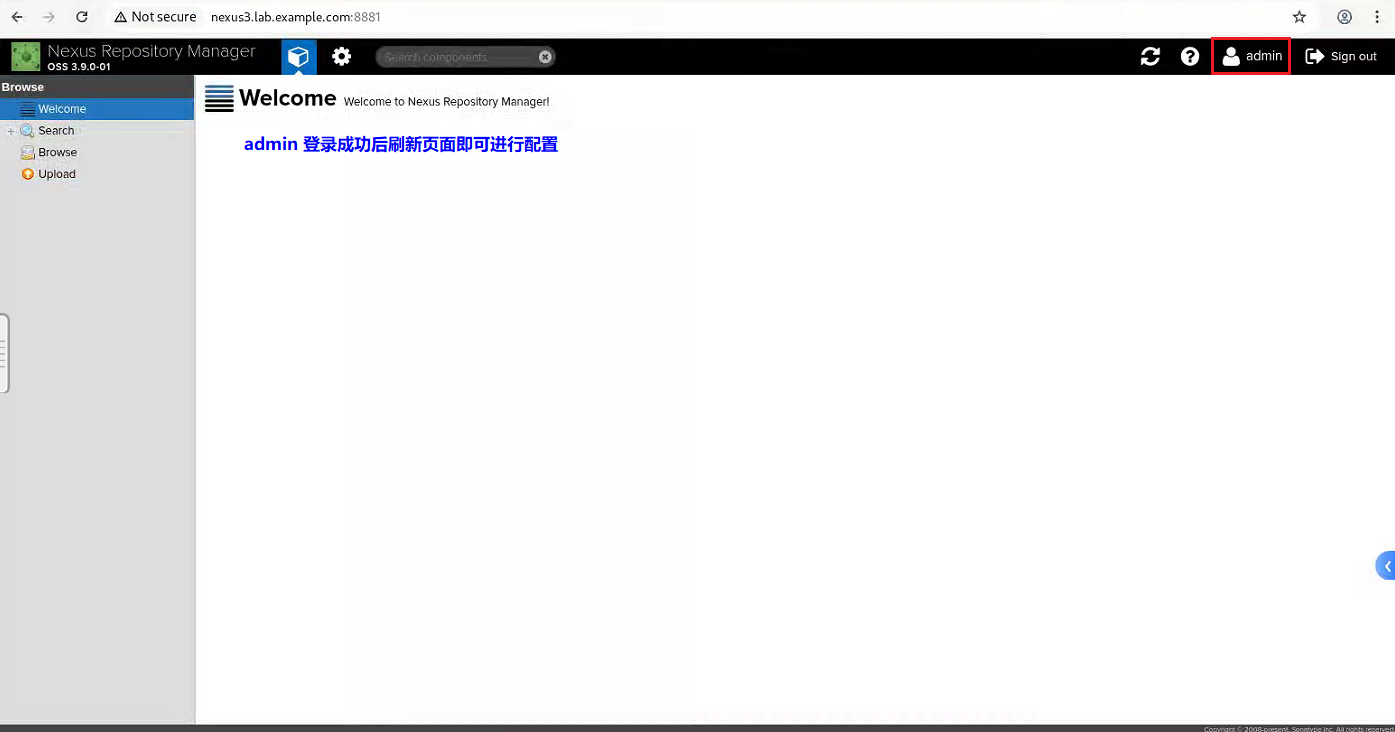 Not secure nexus3.lab.example.com:8881
Nexus Repository Manager
OSS 3.9.0-01
Search components
admin
Sign out
Browse
Welcome
Search
Browse
Upload
Welcome Welcome to Nexus Repository Manager!
admin 登录成功后刷新页面即可进行配置
Copyright © 2008-present, Sonatype Inc. All rights reserved.